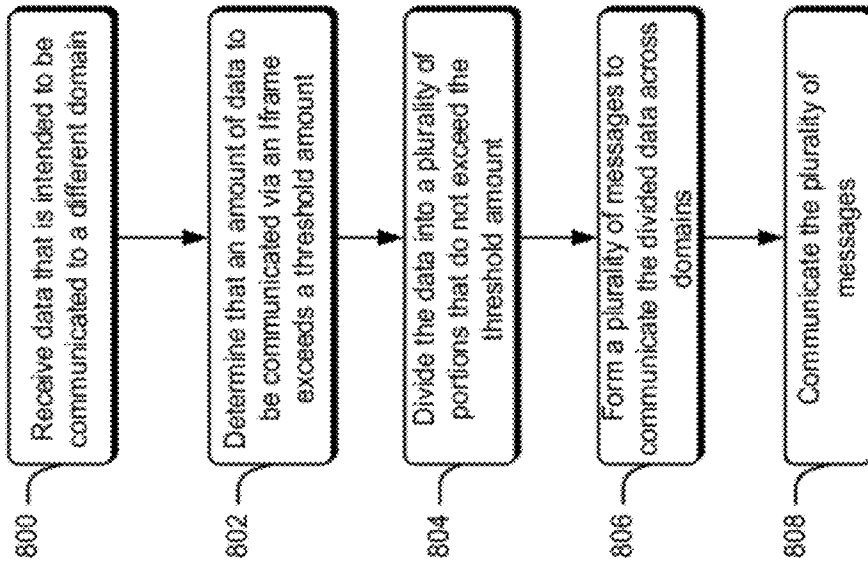 800
Receive data that is intended to be
communicated to a different domain
802
Determine that an amount of data to
be communicated via an Iframe
exceeds a threshold amount
804
Divide the data into a plurality of
portions that do not exceed the
threshold amount
806
Form a plurality of messages to
communicate the divided data across
domains
808
Communicate the plurality of
messages